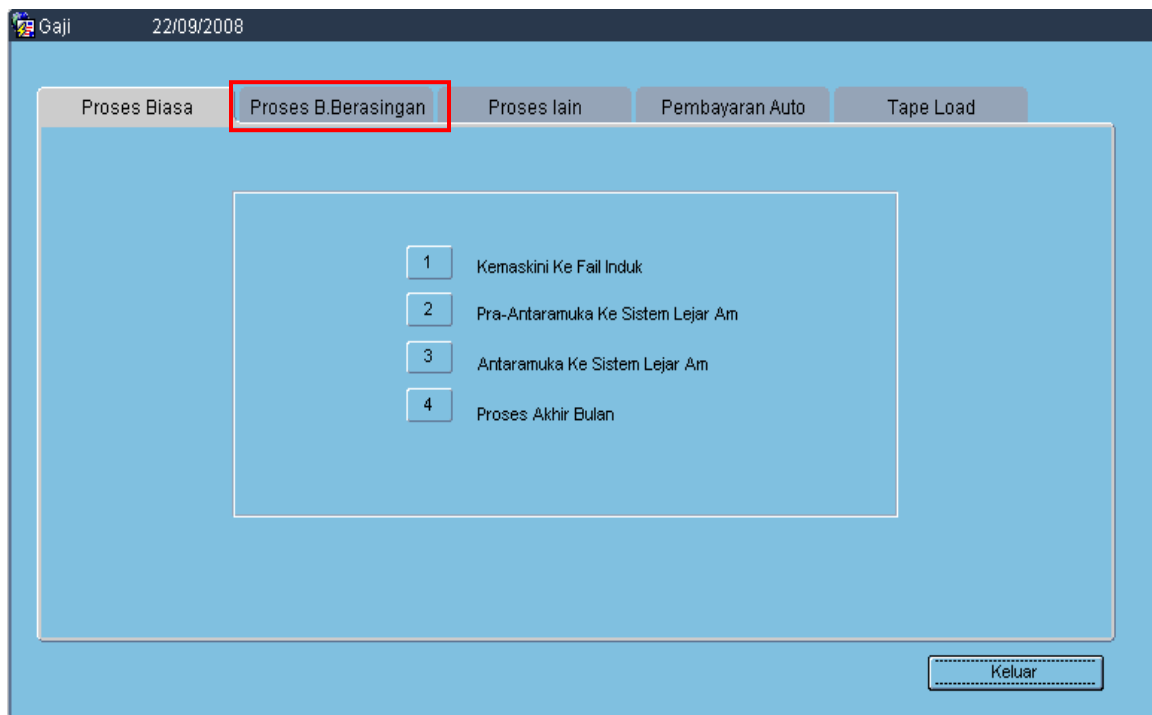 Gaji 22/09/2008
Proses Biasa Proses B.Berasingan Proses lain Pembayaran Auto Tape Load
1 Kemaskini Ke Fail Induk
2 Pra-Antaramuka Ke Sistem Lejar Am
3 Antaramuka Ke Sistem Lejar Am
4 Proses Akhir Bulan
Keluar